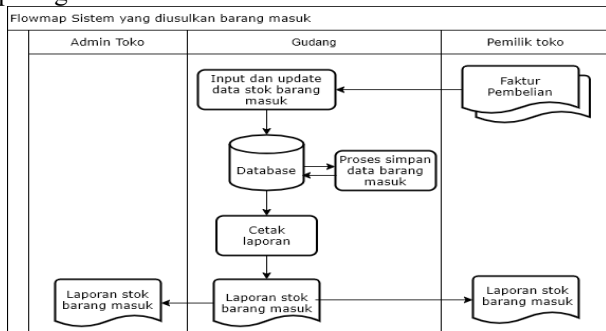 Flowmap Sistem yang diusulkan barang masuk
Admin Toko
Gudang
Pemilik toko
Input dan update
data stok barang
masuk
Faktur
Pembelian
Database
Proses simpan
data barang
masuk
Cetak
laporan
Laporan stok
barang masuk
Laporan stok
barang masuk
Laporan stok
barang masuk